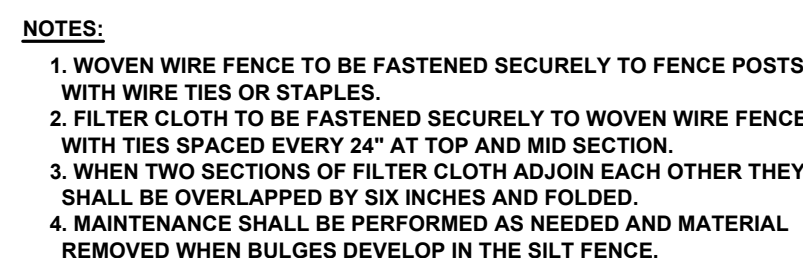 NOTES:
1. WOVEN WIRE FENCE TO BE FASTENED SECURELY TO FENCE POSTS
WITH WIRE TIES OR STAPLES.
2. FILTER CLOTH TO BE FASTENED SECURELY TO WOVEN WIRE FENCE
WITH TIES SPACED EVERY 24" AT TOP AND MID SECTION.
3. WHEN TWO SECTIONS OF FILTER CLOTH ADJOIN EACH OTHER THEY
SHALL BE OVERLAPPED BY SIX INCHES AND FOLDED.
4. MAINTENANCE SHALL BE PERFORMED AS NEEDED AND MATERIAL
REMOVED WHEN BULGES DEVELOP IN THE SILT FENCE.